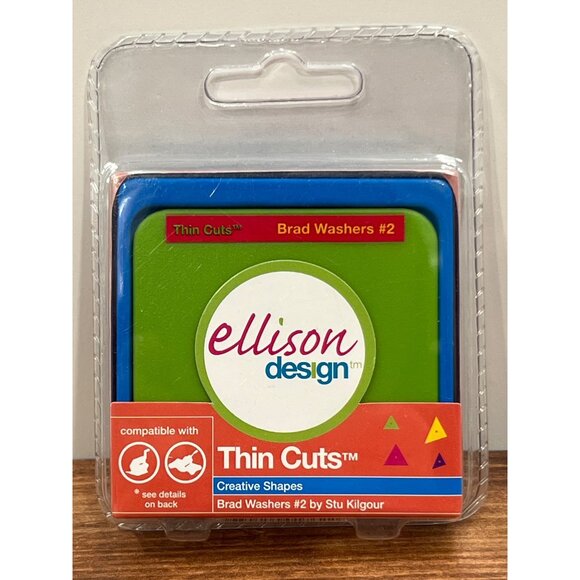 Thin Cuts™ Brad Washers #2
ellison
design™
compatible with
* see details
on back
Thin Cuts™
Creative Shapes
Brad Washers #2 by Stu Kilgour